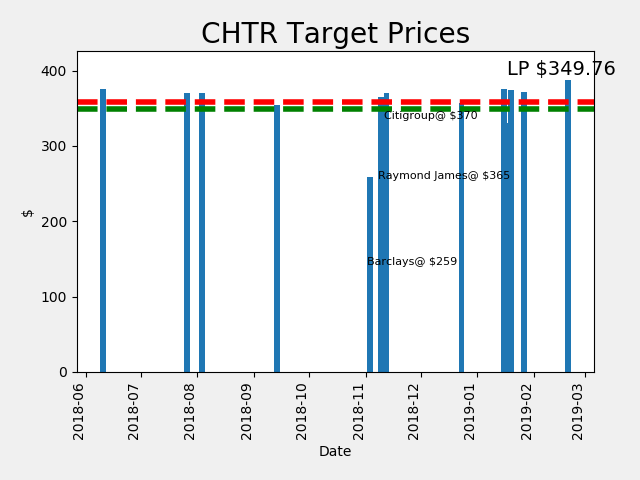 CHTR Target Prices
LP $349.76
400
Citigroup@ $370
300
Raymond James@ $365
$
200
Barclays@ $259
100
0
2018-06
2018-07
2018-08
2018-09
2018-10
2018-11
2018-12
2019-01
2019-02
2019-03
Date